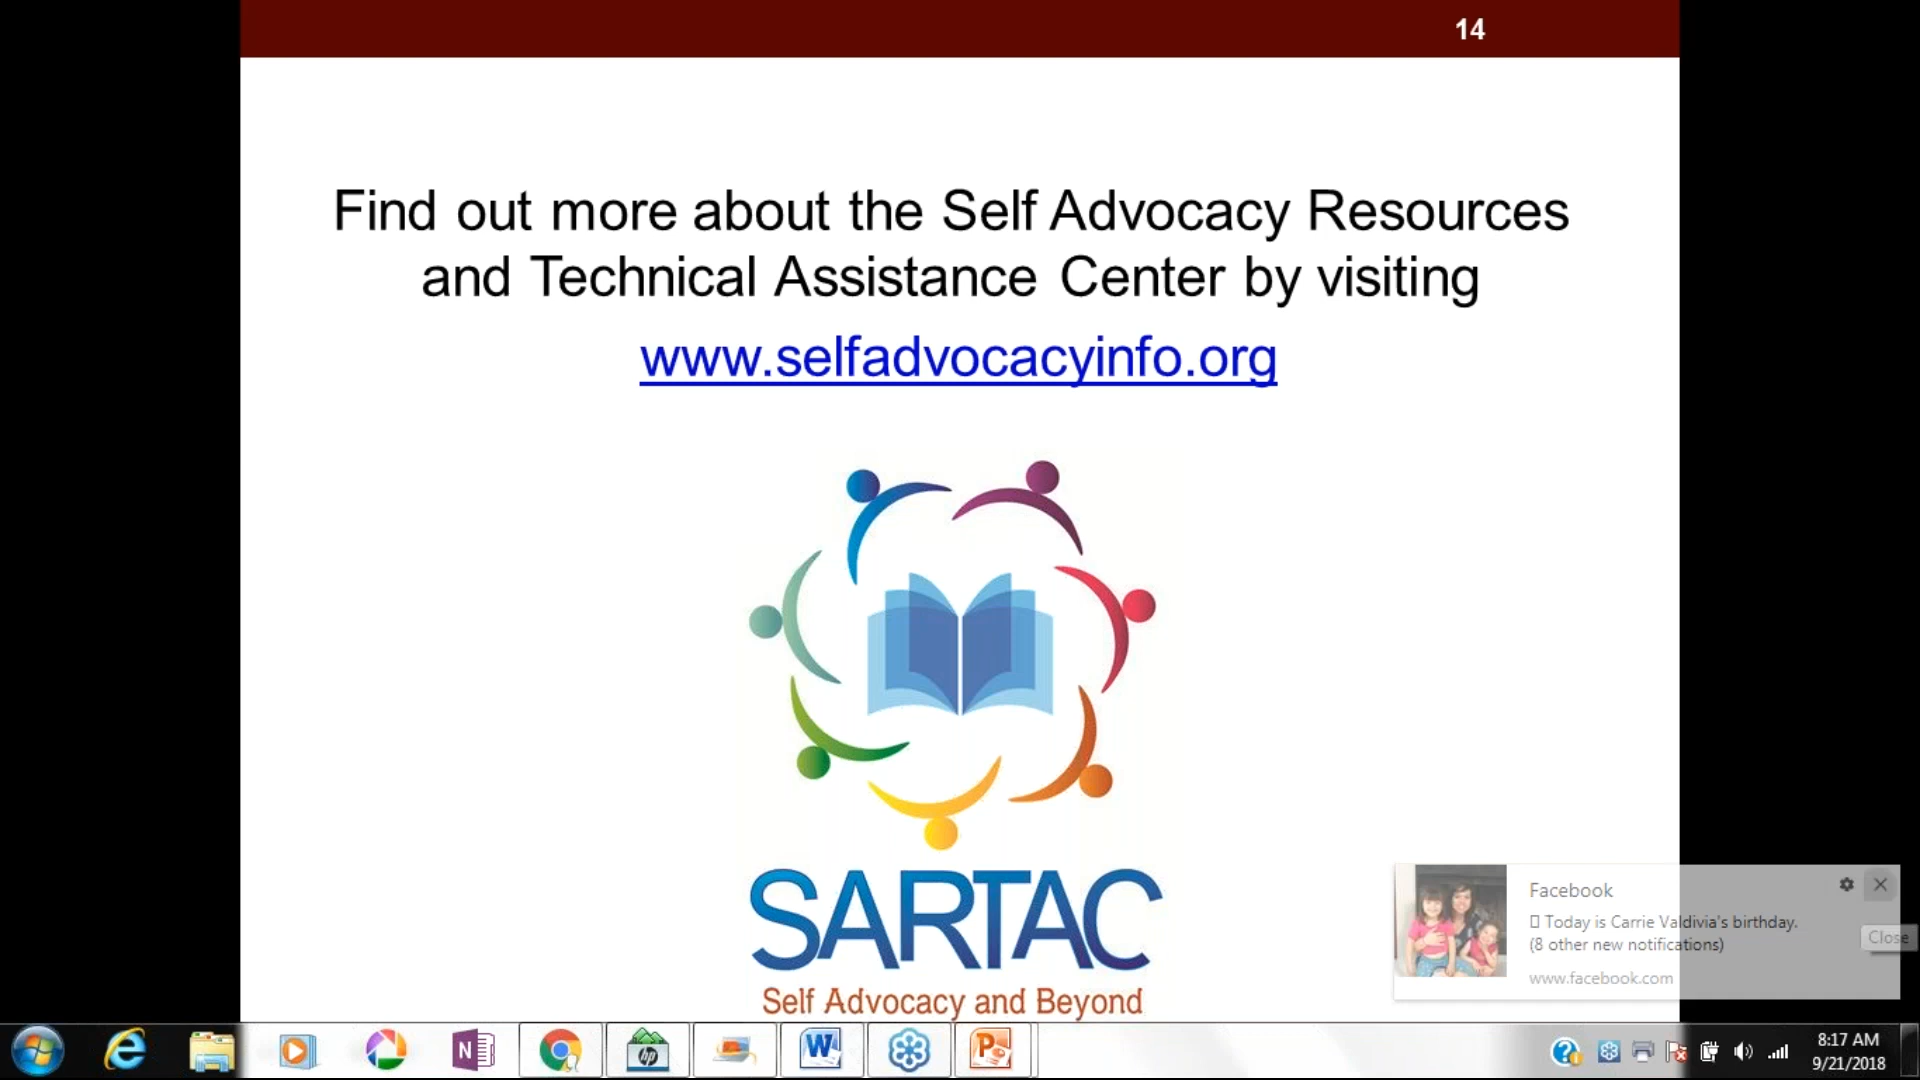 14
Find out more about the Self Advocacy Resources
and Technical Assistance Center by visiting
www.selfadvocacyinfo.org
SARTAC
Self Advocacy and Beyond
Facebook
Today is Carrie Valdivia's birthday.
(8 other new notifications)
www.facebook.com
Close
N
hp
W
P
8:17 AM
9/21/2018